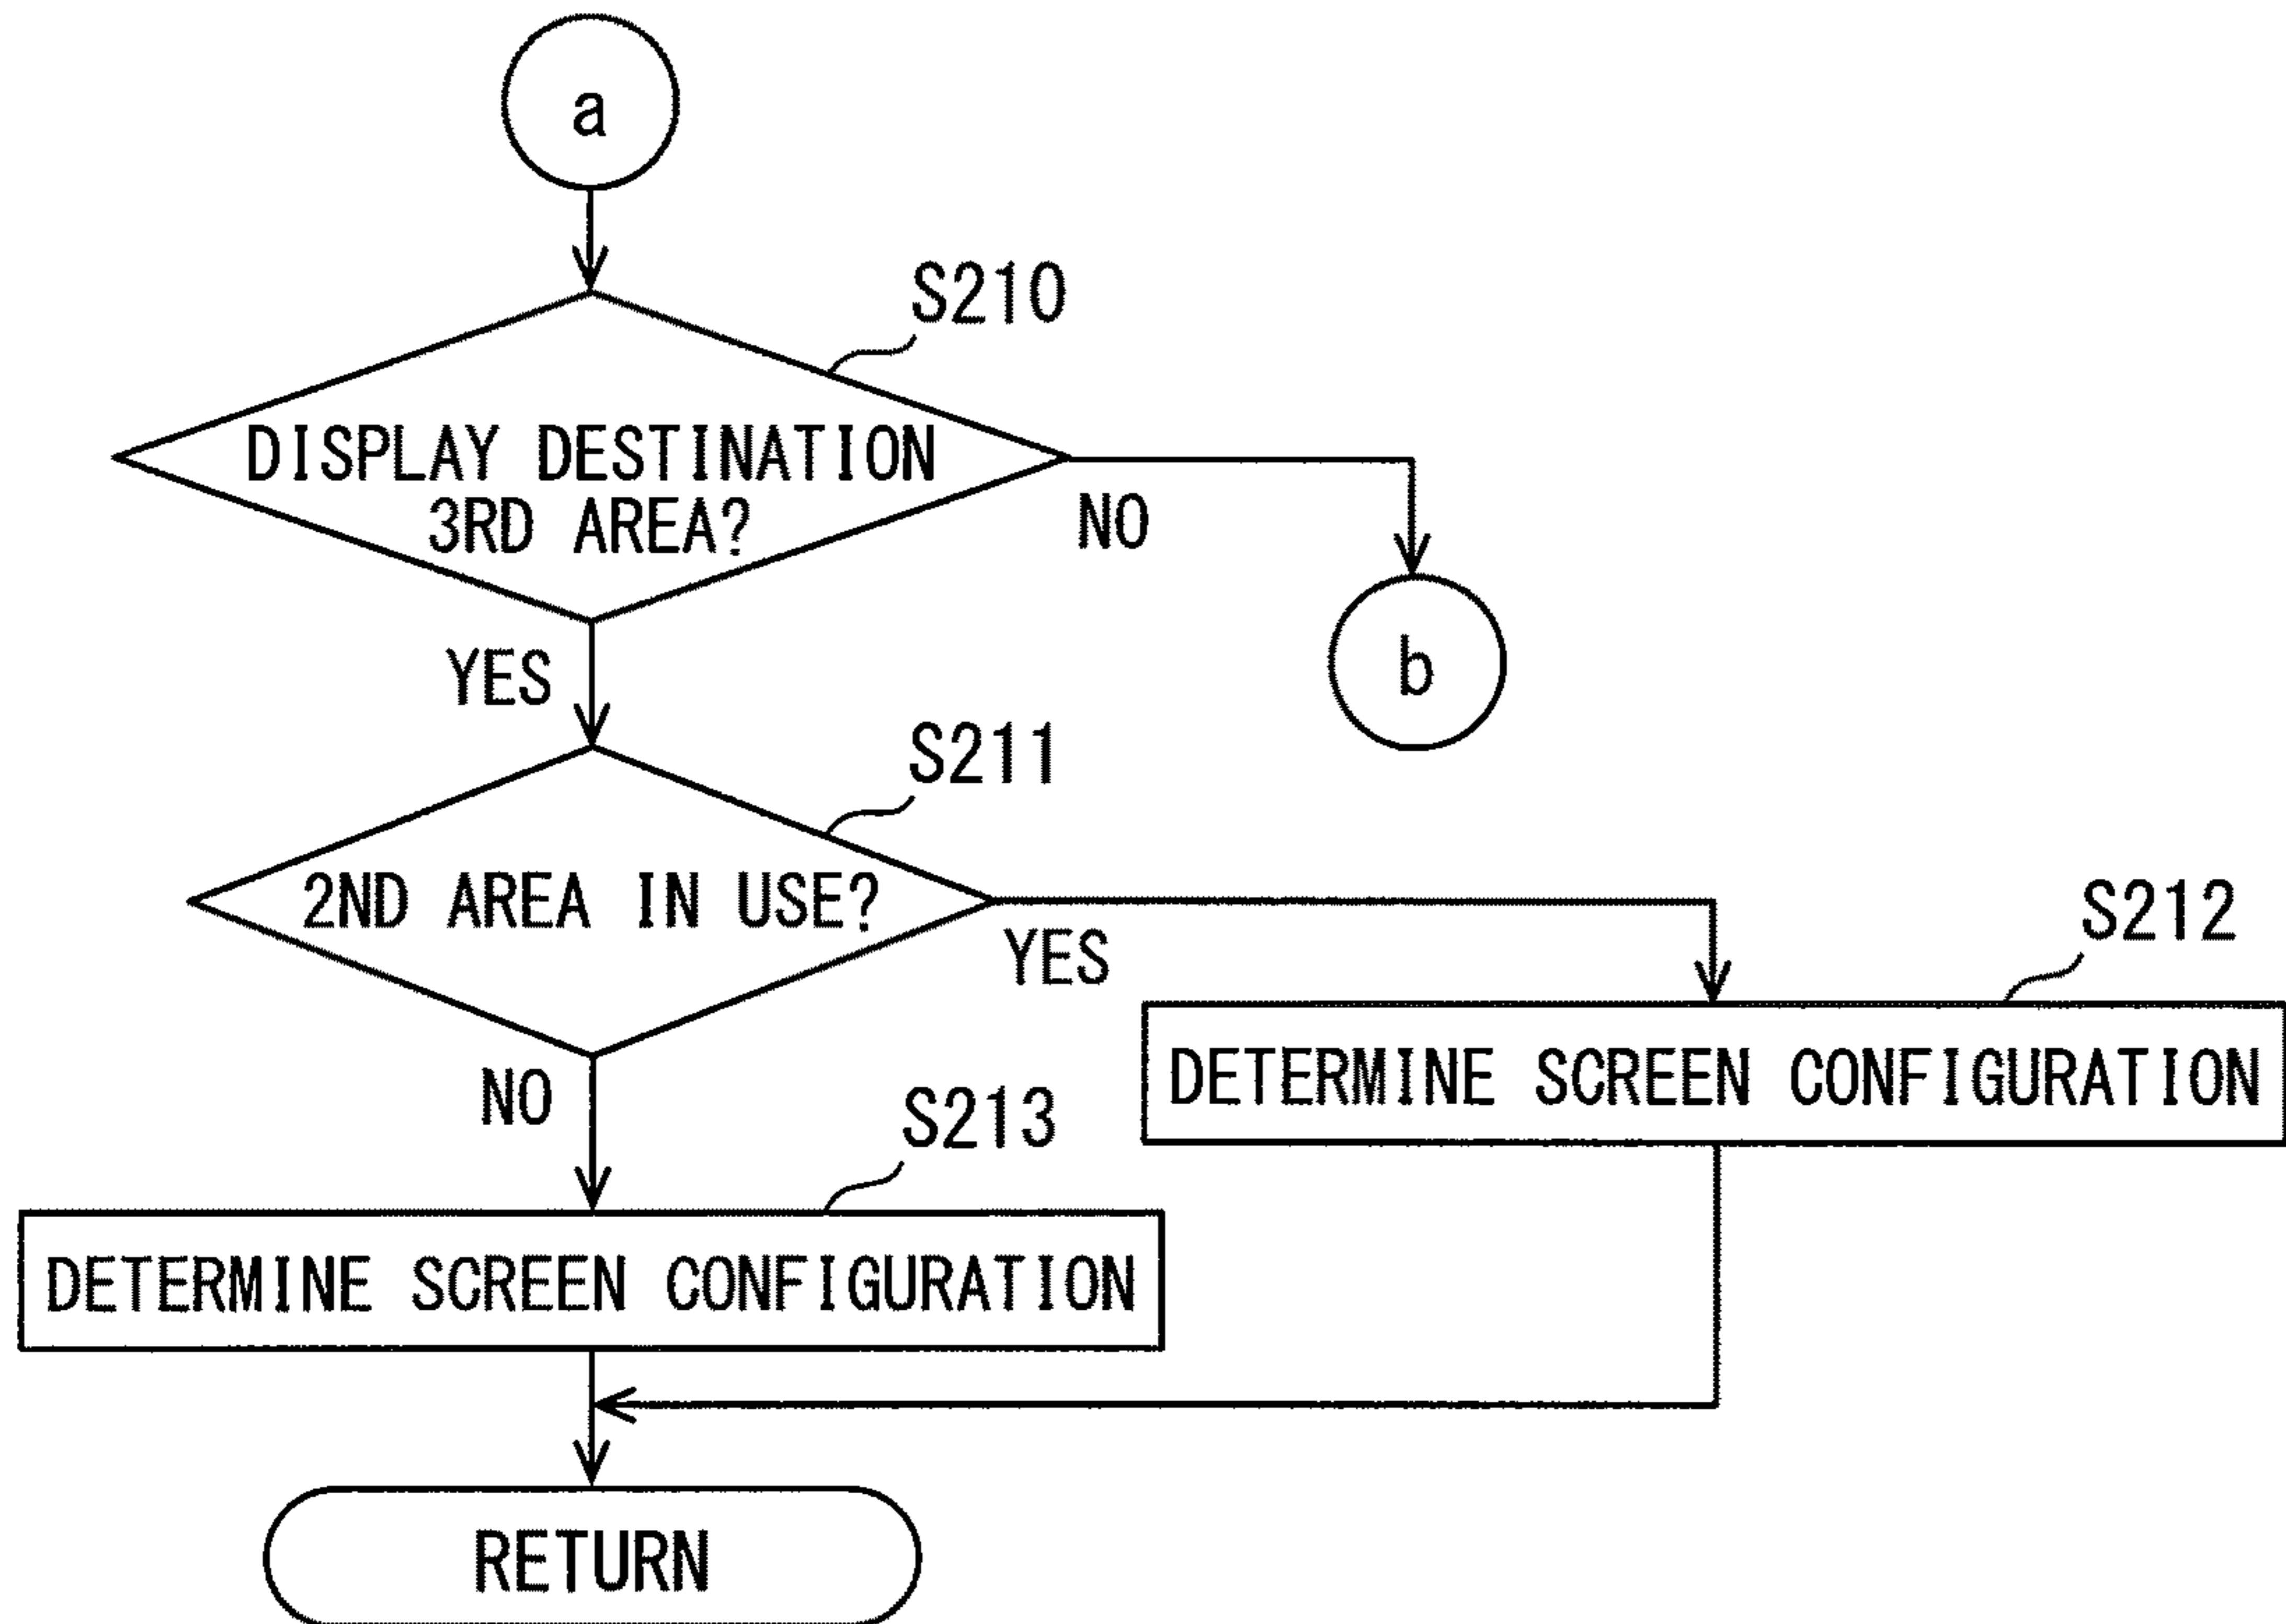 a
S210
DISPLAY DESTINATION
3RD AREA?
NO
b
YES
S211
2ND AREA IN USE?
YES
S212
DETERMINE SCREEN CONFIGURATION
NO
S213
DETERMINE SCREEN CONFIGURATION
RETURN